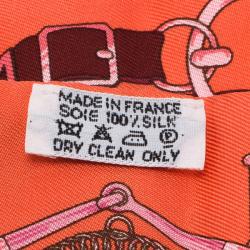 MADE IN FRANCE
SOIE 100% SILK
DRY CLEAN ONLY